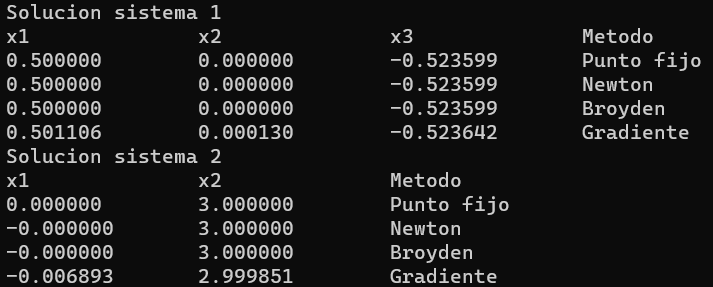 Solucion sistema 1
x1 x2 x3 Metodo
0.500000 0.000000 −0.523599 Punto fijo
0.500000 0.000000 −0.523599 Newton
0.500000 0.000000 −0.523599 Broyden
0.501106 0.000130 −0.523642 Gradiente
Solucion sistema 2
x1 x2 Metodo
0.000000 3.000000 Punto fijo
−0.000000 3.000000 Newton
−0.000000 3.000000 Broyden
−0.006893 2.999851 Gradiente